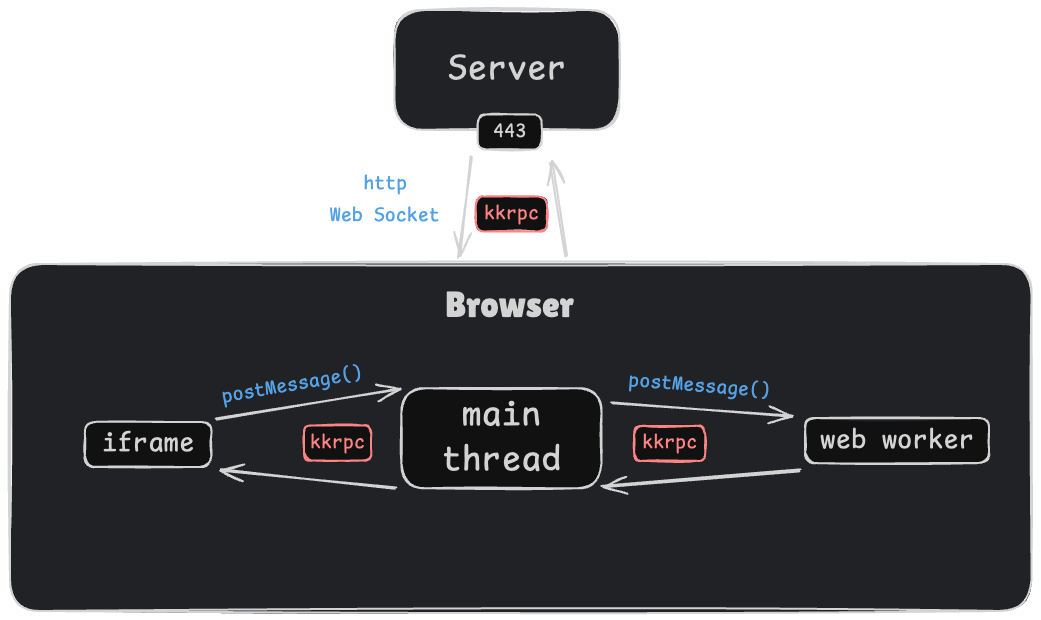 Server
443
http
Web Socket
kkrpc
Browser
postMessage()
postMessage()
iframe
kkrpc
main
thread
kkrpc
web worker